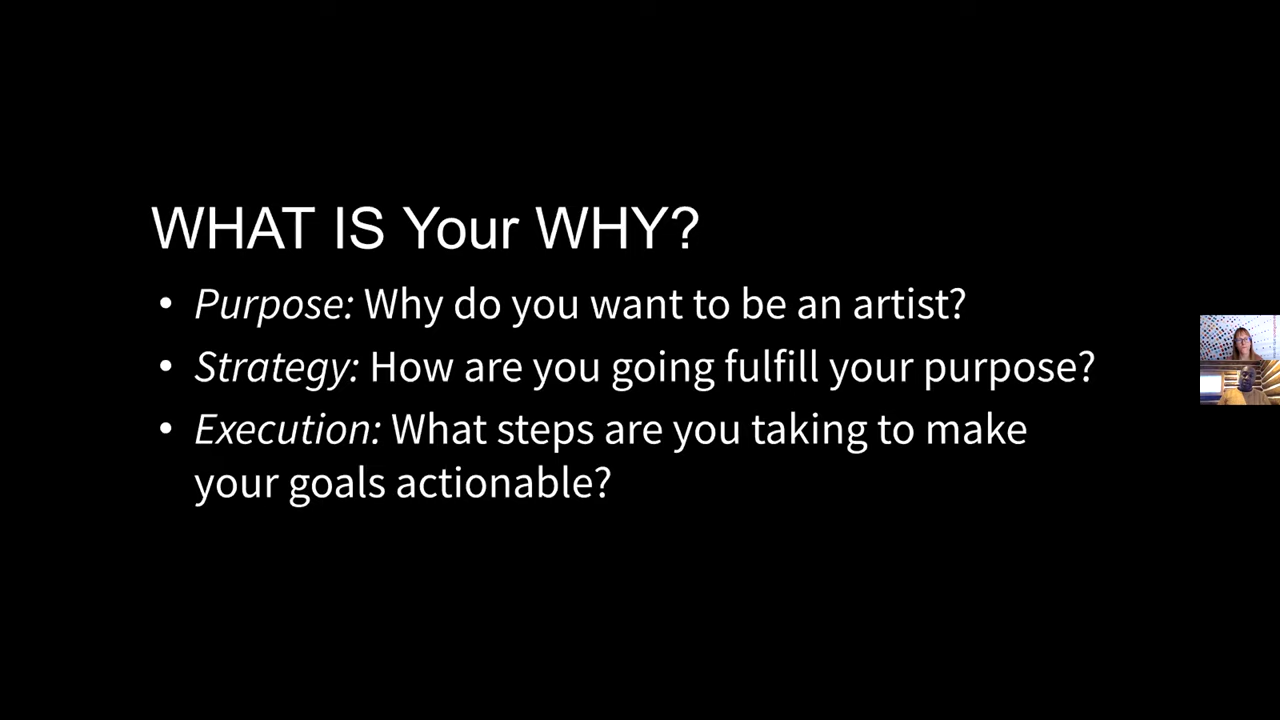 WHAT IS Your WHY?
• Purpose: Why do you want to be an artist?
• Strategy: How are you going fulfill your purpose?
• Execution: What steps are you taking to make
your goals actionable?